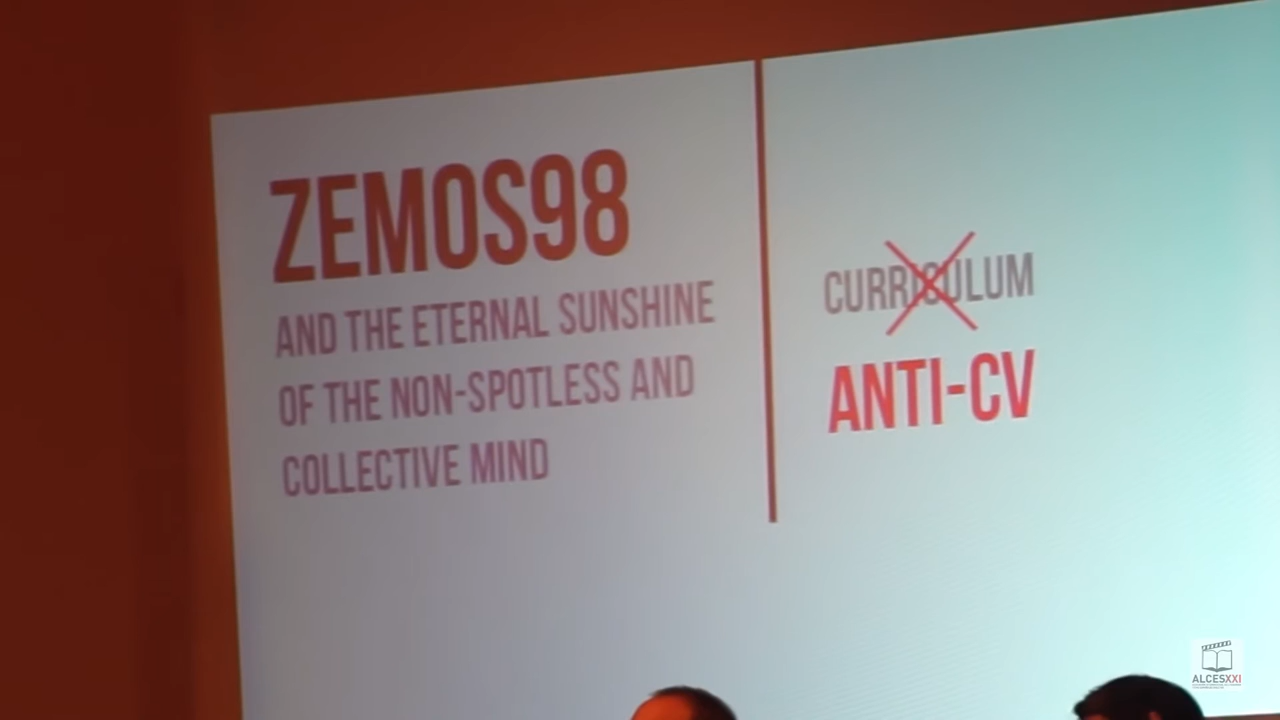 ZEMOS98
AND THE ETERNAL SUNSHINE
OF THE NON-SPOTLESS AND
COLLECTIVE MIND
CURRICULUM
ANTI-CV
ALCESXXI